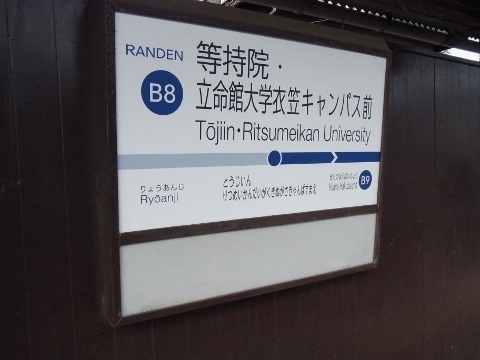 RANDEN
B8
等持院・
立命館大学衣笠キャンパス前
Tōjiin・Ritsumeikan University
りょうあんじ
Ryōanji
とうじいん
りつめいかんだいがくきぬがさきゃんぱすまえ
B9